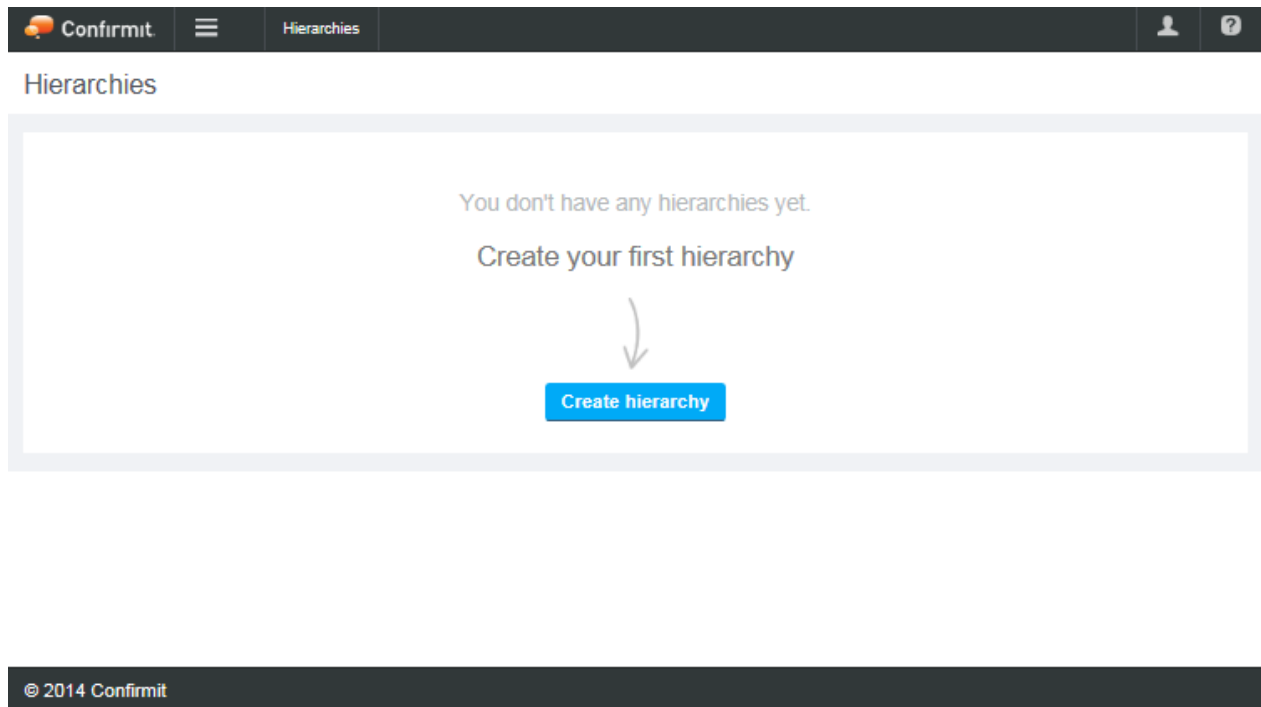 Confirmit.
Hierarchies
Hierarchies
You don't have any hierarchies yet.
Create your first hierarchy
Create hierarchy
© 2014 Confirmit